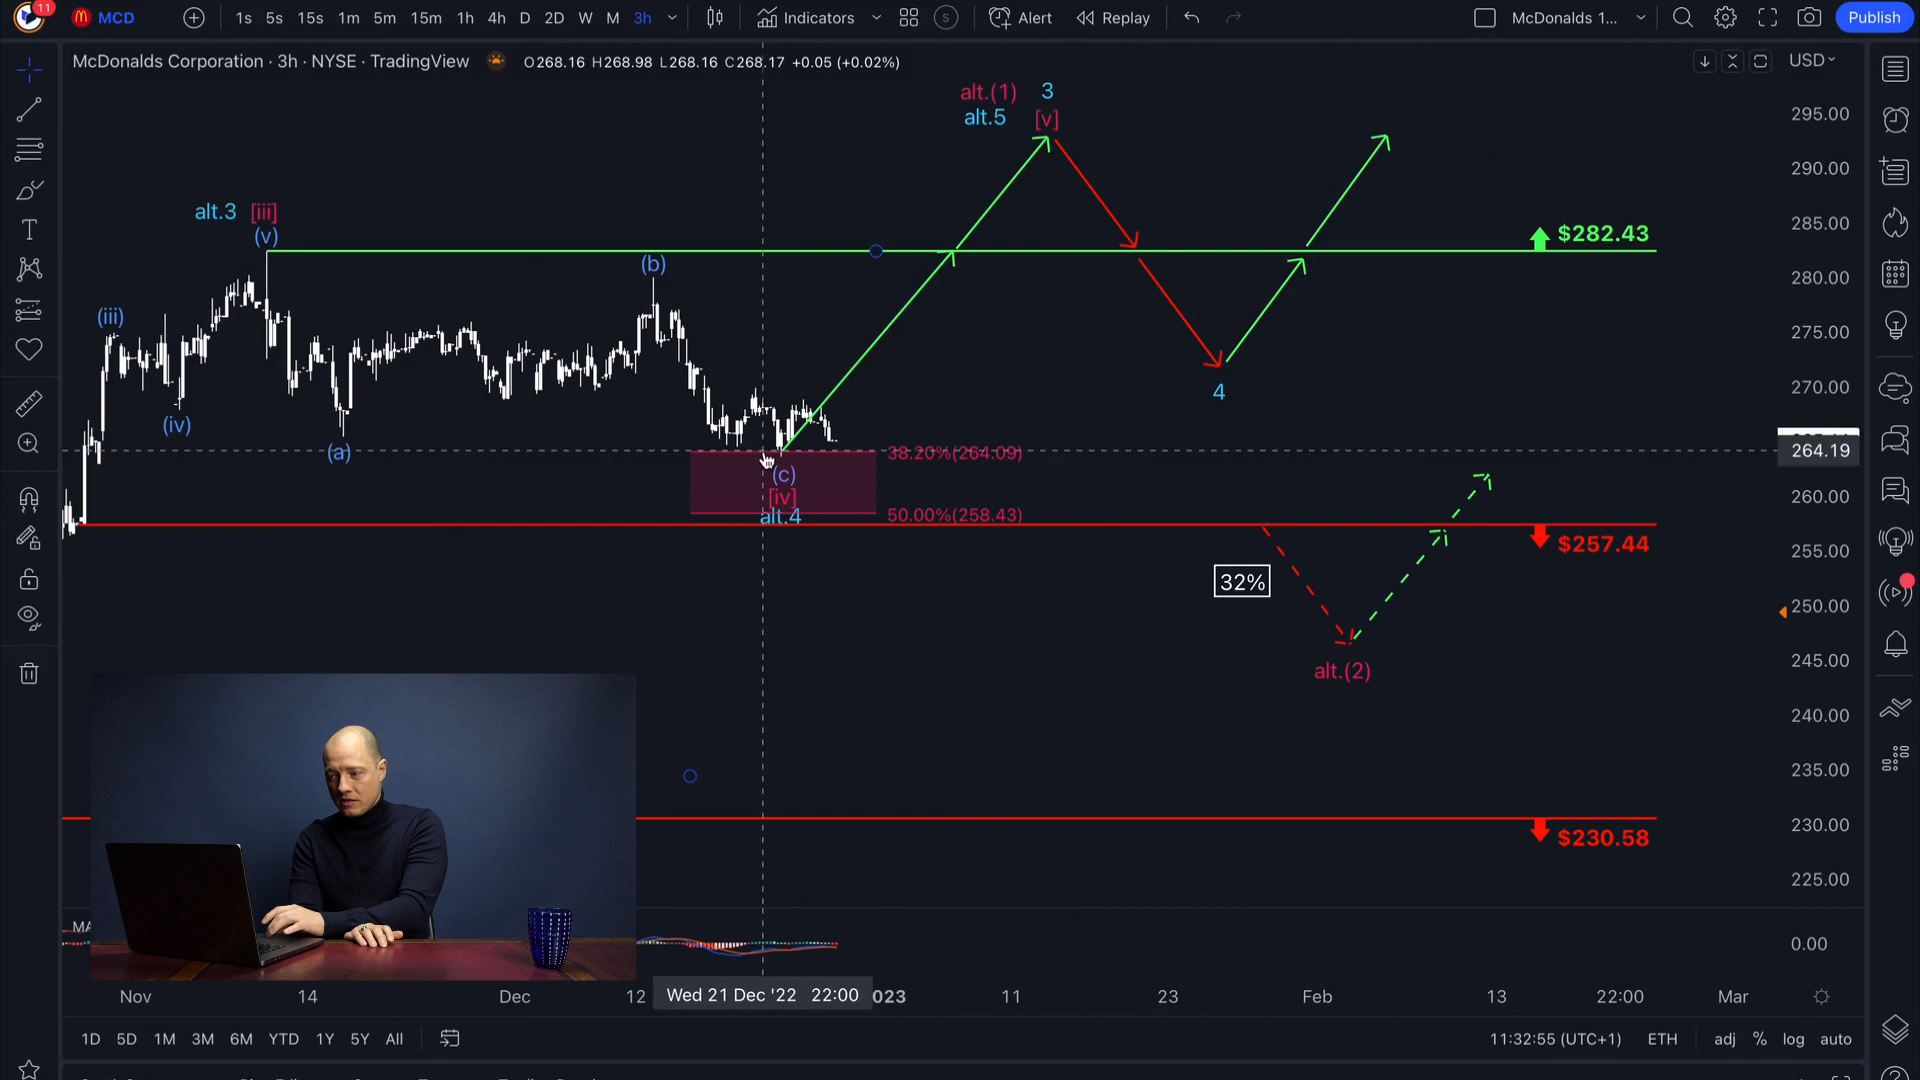 11 MCD 1s 5s 15s 1m 5m 15m 1h 4h D 2D W M 3h Indicators S Alert Replay McDonalds 1... Publish
McDonalds Corporation · 3h · NYSE · TradingView O268.16 H268.98 L268.16 C268.17 +0.05 (+0.02%) USD
alt.(1) 3
alt.5 [v]
295.00
290.00
alt.3 [iii]
(v)
285.00
$282.43
(b)
280.00
(iii)
275.00
270.00
4
(iv)
(a)
38.20%(264.09)
264.19
(c)
[iv]
260.00
alt.4
50.00%(258.43)
$257.44
255.00
32%
250.00
alt.(2)
245.00
240.00
235.00
230.00
$230.58
225.00
MA
0.00
Nov 14 Dec 12 Wed 21 Dec '22 22:00 023 11 23 Feb 13 22:00 Mar
1D 5D 1M 3M 6M YTD 1Y 5Y All 11:32:55 (UTC+1) ETH adj % log auto